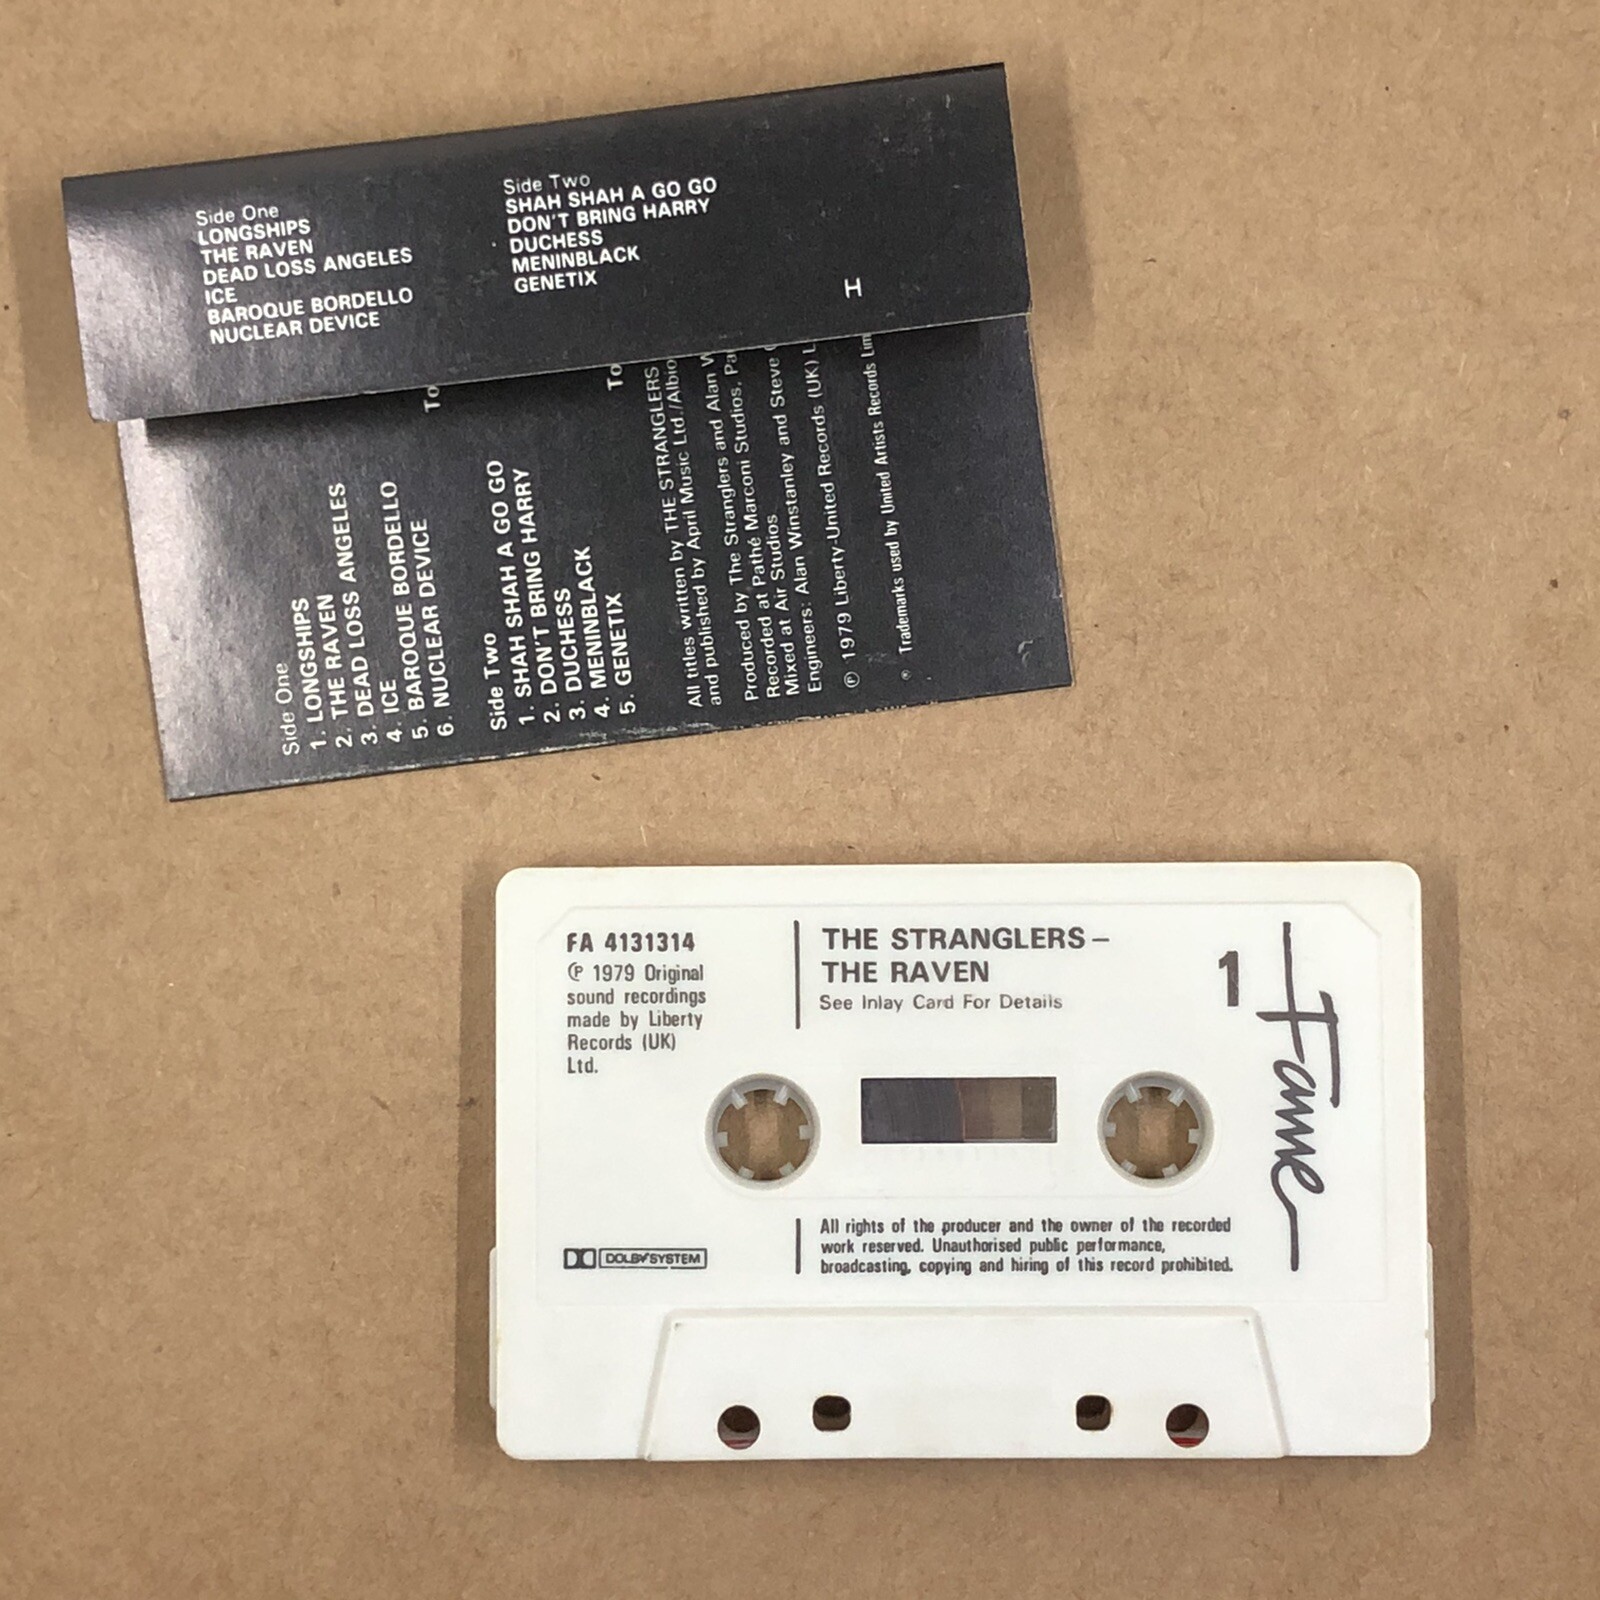 Side One
LONGSHIPS
THE RAVEN
DEAD LOSS ANGELES
ICE
BAROQUE BORDELLO
NUCLEAR DEVICE
Side Two
SHAH SHAH A GO GO
DON'T BRING HARRY
DUCHESS
MENINBLACK
GENETIX
H
Side One
1. LONGSHIPS
2. THE RAVEN
3. DEAD LOSS ANGELES
4. ICE
5. BAROQUE BORDELLO
6. NUCLEAR DEVICE
To
Side Two
1. SHAH SHAH A GO GO
2. DON'T BRING HARRY
3. DUCHESS
4. MENINBLACK
5. GENETIX
To
All titles written by THE STRANGLERS
and published by April Music Ltd./Albio
Produced by The Stranglers and Alan W
Recorded at Pathé Marconi Studios, Pa
Mixed at Air Studios
Engineers: Alan Winstanley and Steve
℗ 1979 Liberty-United Records (UK) L
® Trademarks used by United Artists Records Lim
FA 4131314
℗ 1979 Original
sound recordings
made by Liberty
Records (UK)
Ltd.
THE STRANGLERS –
THE RAVEN
See Inlay Card For Details
1
Fame
DOLBY SYSTEM
All rights of the producer and the owner of the recorded
work reserved. Unauthorised public performance,
broadcasting, copying and hiring of this record prohibited.